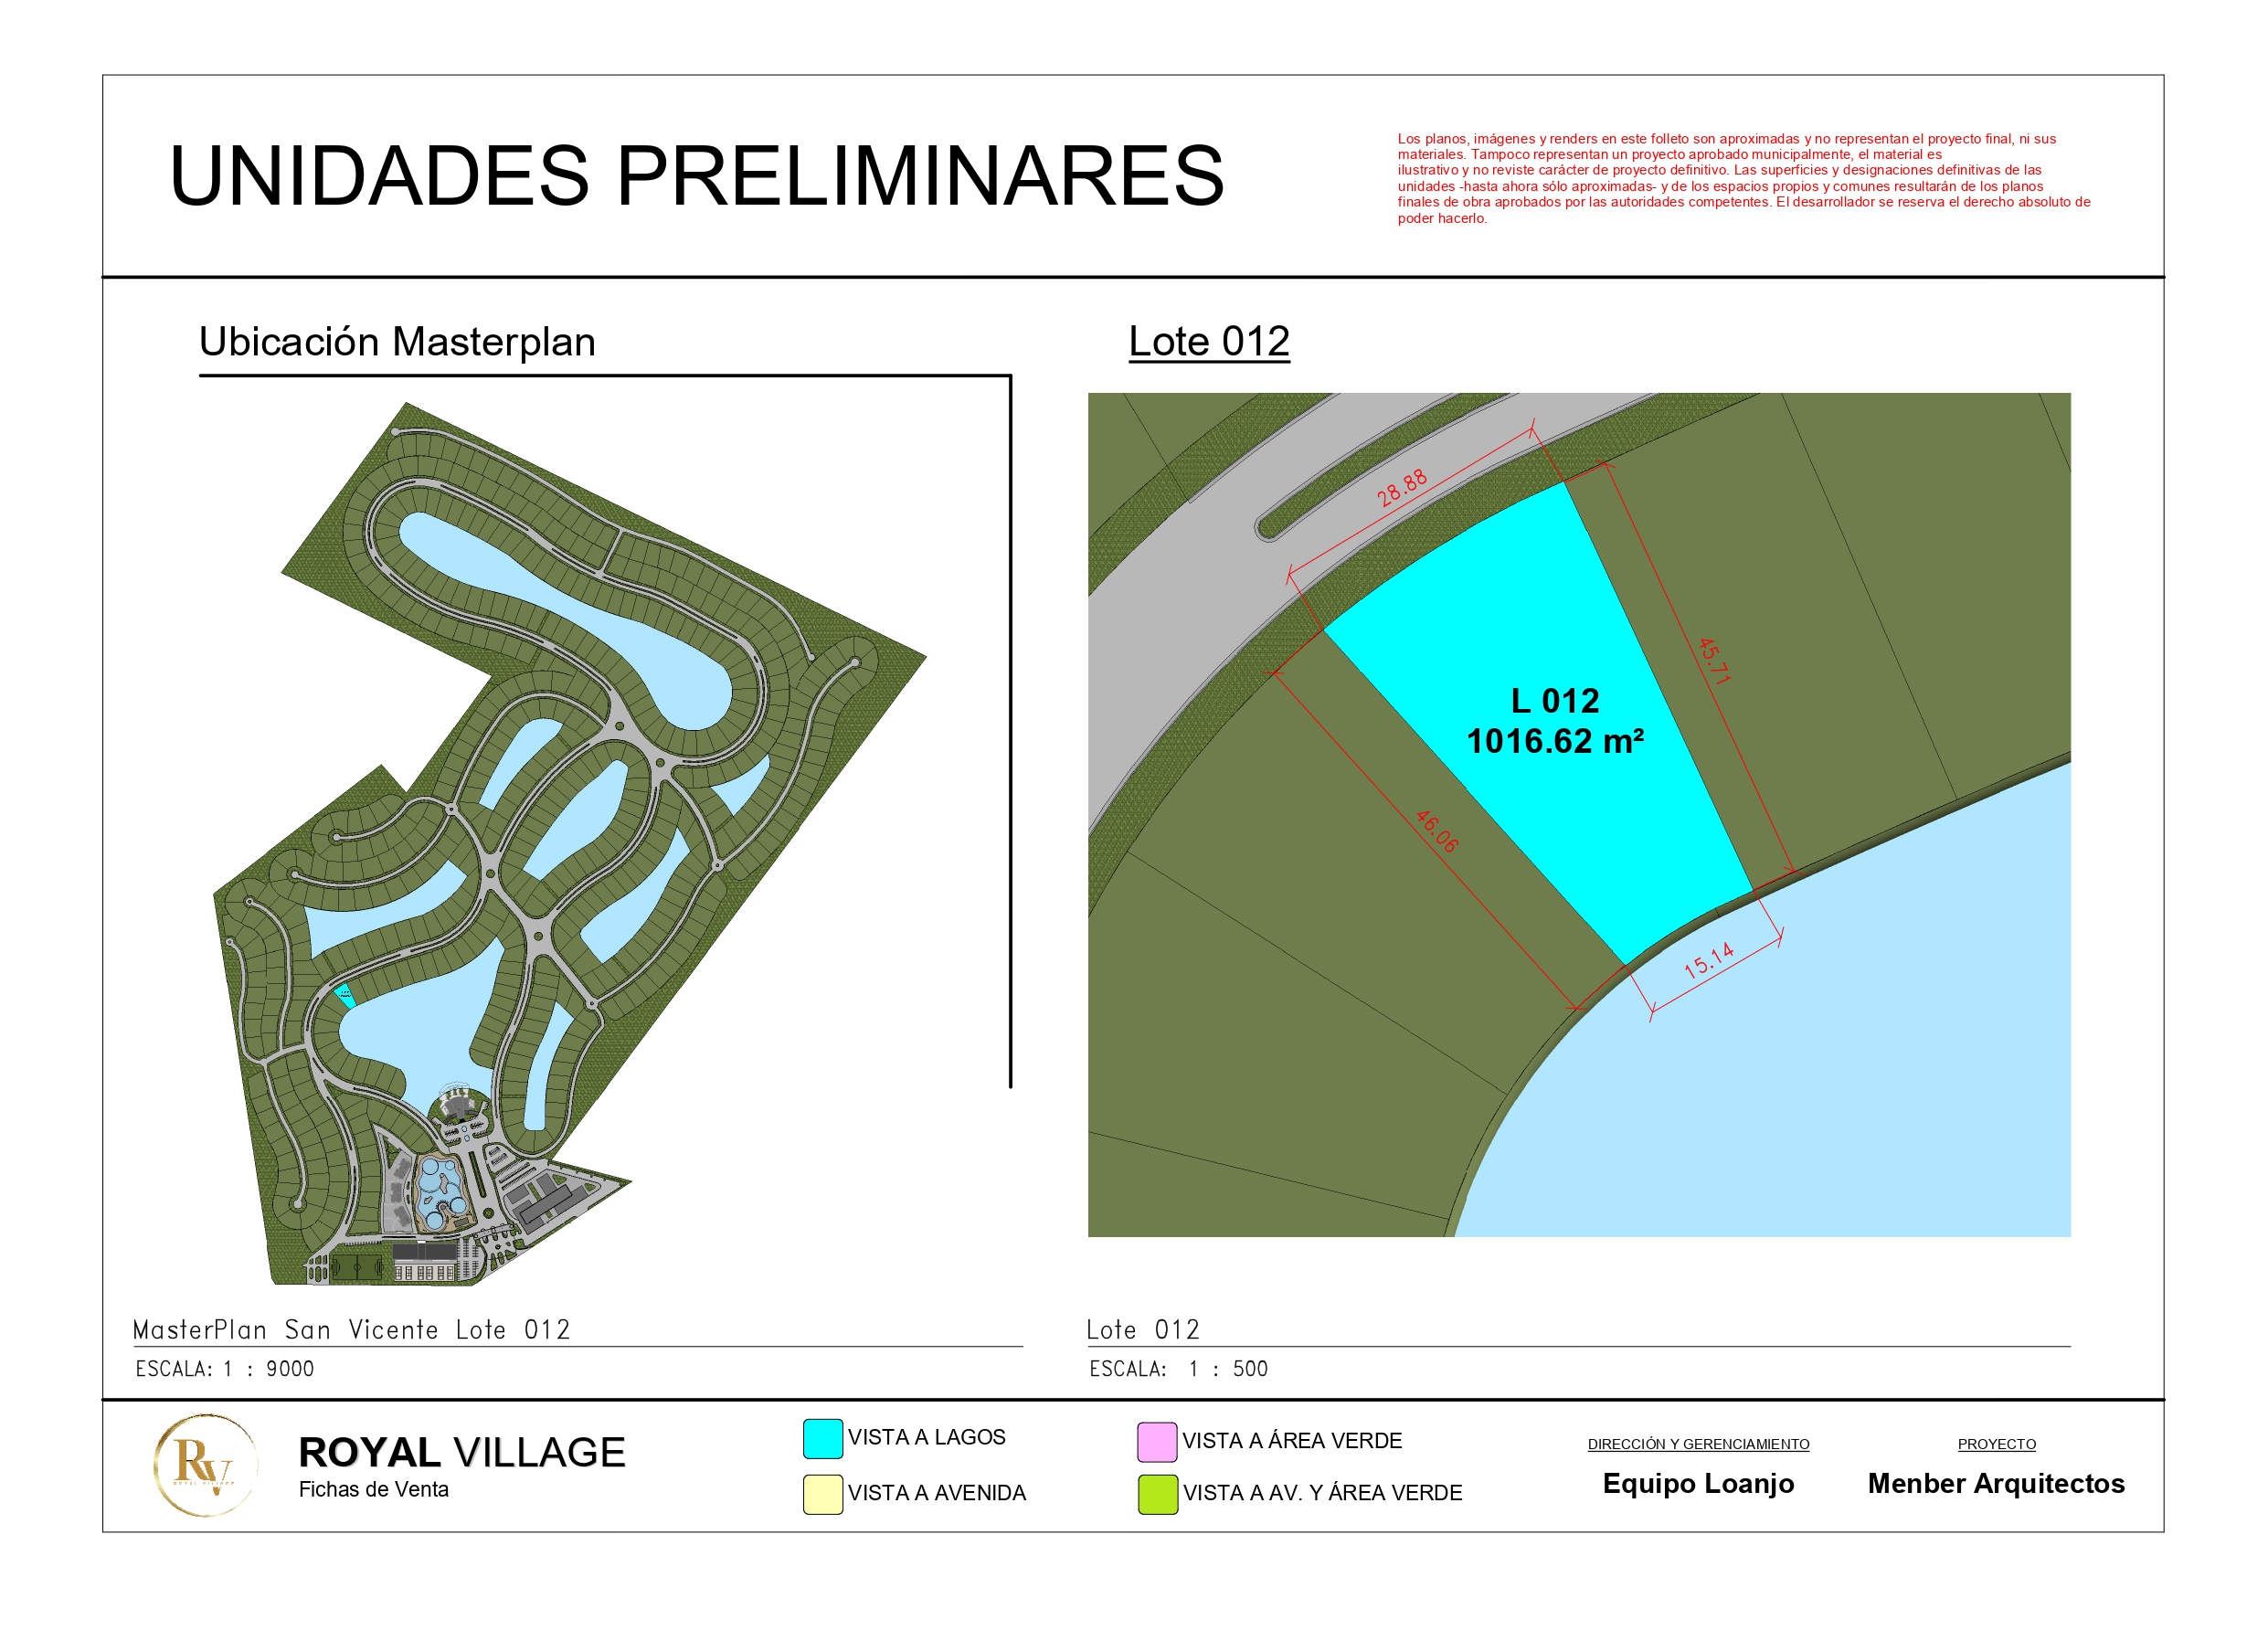 UNIDADES PRELIMINARES
Los planos, imágenes y renders en este folleto son aproximadas y no representan el proyecto final, ni sus
materiales. Tampoco representan un proyecto aprobado municipalmente, el material es
ilustrativo y no reviste carácter de proyecto definitivo. Las superficies y designaciones definitivas de las
unidades -hasta ahora sólo aproximadas- y de los espacios propios y comunes resultarán de los planos
finales de obra aprobados por las autoridades competentes. El desarrollador se reserva el derecho absoluto de
poder hacerlo.
Ubicación Masterplan
Lote 012
28.88
45.71
L 012
1016.62 m²
46.06
15.14
MasterPlan San Vicente Lote 012
ESCALA: 1 : 9000
Lote 012
ESCALA: 1 : 500
RV
ROYAL VILLAGE
ROYAL VILLAGE
Fichas de Venta
VISTA A LAGOS
VISTA A AVENIDA
VISTA A ÁREA VERDE
VISTA A AV. Y ÁREA VERDE
DIRECCIÓN Y GERENCIAMIENTO
Equipo Loanjo
PROYECTO
Menber Arquitectos